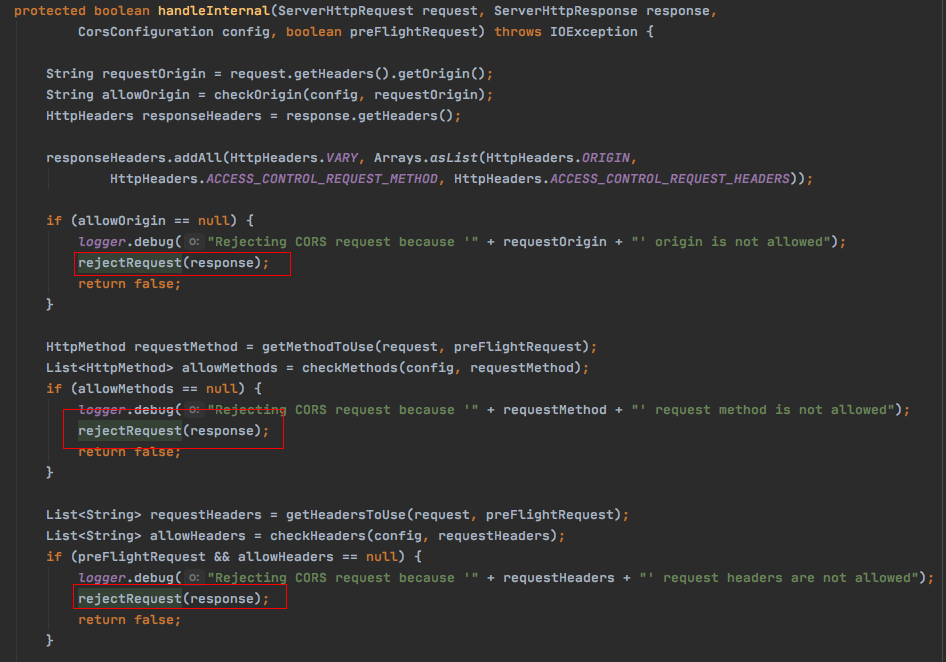 protected boolean handleInternal(ServerHttpRequest request, ServerHttpResponse response,
CorsConfiguration config, boolean preFlightRequest) throws IOException {
String requestOrigin = request.getHeaders().getOrigin();
String allowOrigin = checkOrigin(config, requestOrigin);
HttpHeaders responseHeaders = response.getHeaders();
responseHeaders.addAll(HttpHeaders.VARY, Arrays.asList(HttpHeaders.ORIGIN,
HttpHeaders.ACCESS_CONTROL_REQUEST_METHOD, HttpHeaders.ACCESS_CONTROL_REQUEST_HEADERS));
if (allowOrigin == null) {
logger.debug( o: "Rejecting CORS request because '" + requestOrigin + "' origin is not allowed");
rejectRequest(response);
return false;
}
HttpMethod requestMethod = getMethodToUse(request, preFlightRequest);
List<HttpMethod> allowMethods = checkMethods(config, requestMethod);
if (allowMethods == null) {
logger.debug( o: "Rejecting CORS request because '" + requestMethod + "' request method is not allowed");
rejectRequest(response);
return false;
}
List<String> requestHeaders = getHeadersToUse(request, preFlightRequest);
List<String> allowHeaders = checkHeaders(config, requestHeaders);
if (preFlightRequest && allowHeaders == null) {
logger.debug( o: "Rejecting CORS request because '" + requestHeaders + "' request headers are not allowed");
rejectRequest(response);
return false;
}